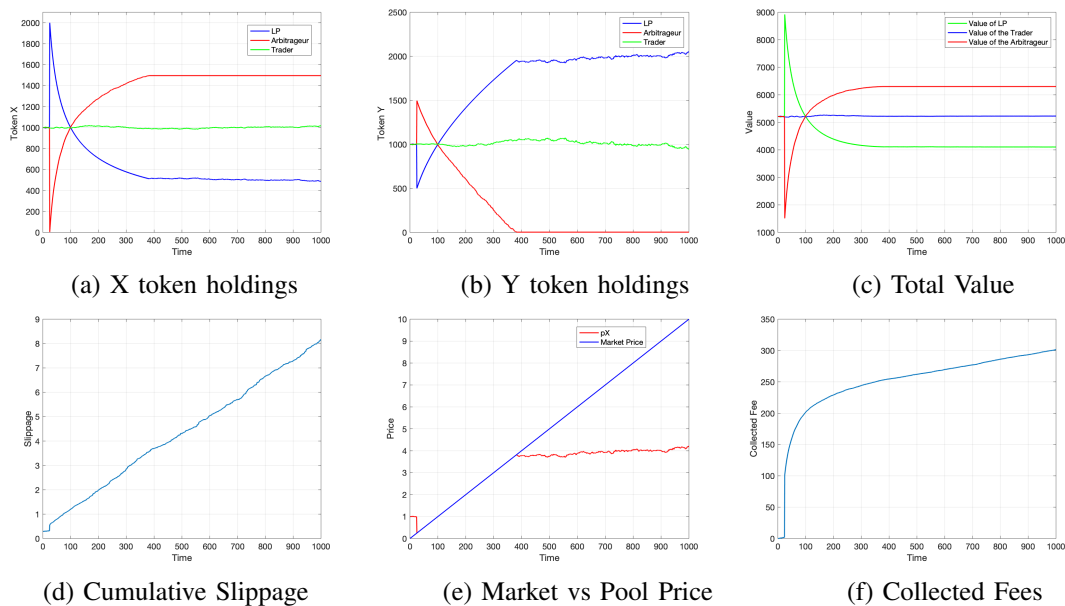 2000
1800
1600
1400
1200
1000
800
600
400
200
0
Token X
LP
Arbitrageur
Trader
0 100 200 300 400 500 600 700 800 900 1000
Time
(a) X token holdings
2500
2000
1500
1000
500
0
Token Y
LP
Arbitrageur
Trader
0 100 200 300 400 500 600 700 800 900 1000
Time
(b) Y token holdings
9000
8000
7000
6000
5000
4000
3000
2000
1000
Value
Value of LP
Value of the Trader
Value of the Arbitrageur
0 100 200 300 400 500 600 700 800 900 1000
Time
(c) Total Value
9
8
7
6
5
4
3
2
1
0
Slippage
0 100 200 300 400 500 600 700 800 900 1000
Time
(d) Cumulative Slippage
10
9
8
7
6
5
4
3
2
1
0
Price
pX
Market Price
0 100 200 300 400 500 600 700 800 900 1000
Time
(e) Market vs Pool Price
350
300
250
200
150
100
50
0
Collected Fee
0 100 200 300 400 500 600 700 800 900 1000
Time
(f) Collected Fees